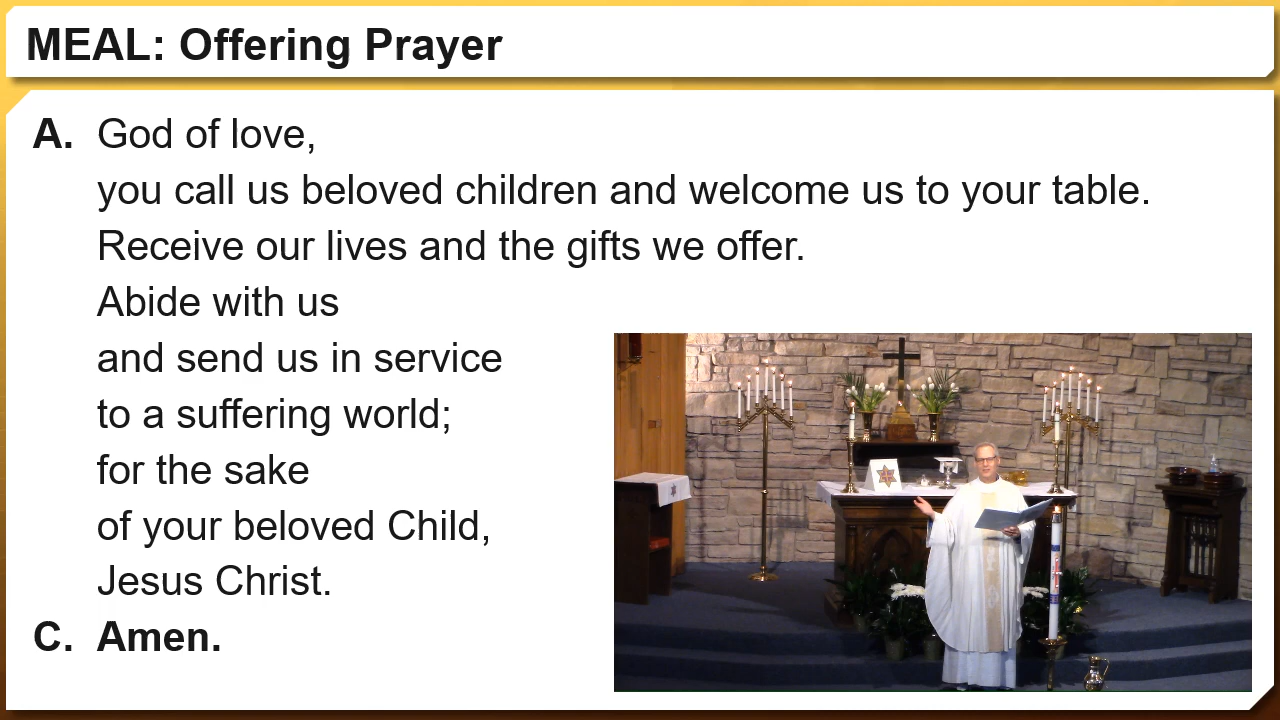 MEAL: Offering Prayer
A. God of love,
you call us beloved children and welcome us to your table.
Receive our lives and the gifts we offer.
Abide with us
and send us in service
to a suffering world;
for the sake
of your beloved Child,
Jesus Christ.
C. Amen.